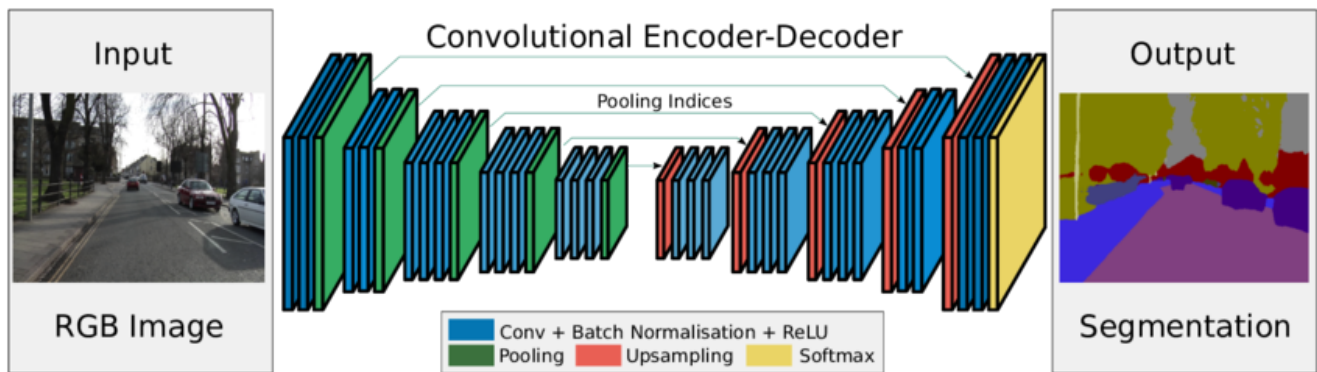 Input
RGB Image
Convolutional Encoder-Decoder
Pooling Indices
Conv + Batch Normalisation + ReLU
Pooling Upsampling Softmax
Output
Segmentation